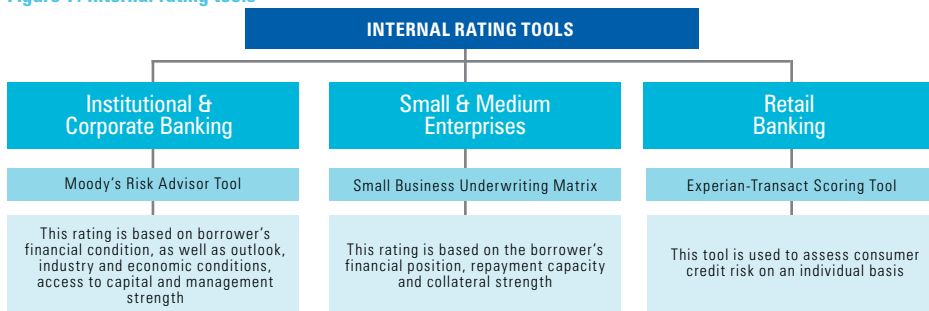 INTERNAL RATING TOOLS
Institutional &
Corporate Banking
Moody's Risk Advisor Tool
This rating is based on borrower's
financial condition, as well as outlook,
industry and economic conditions,
access to capital and management
strength
Small & Medium
Enterprises
Small Business Underwriting Matrix
This rating is based on the borrower's
financial position, repayment capacity
and collateral strength
Retail
Banking
Experian-Transact Scoring Tool
This tool is used to assess consumer
credit risk on an individual basis